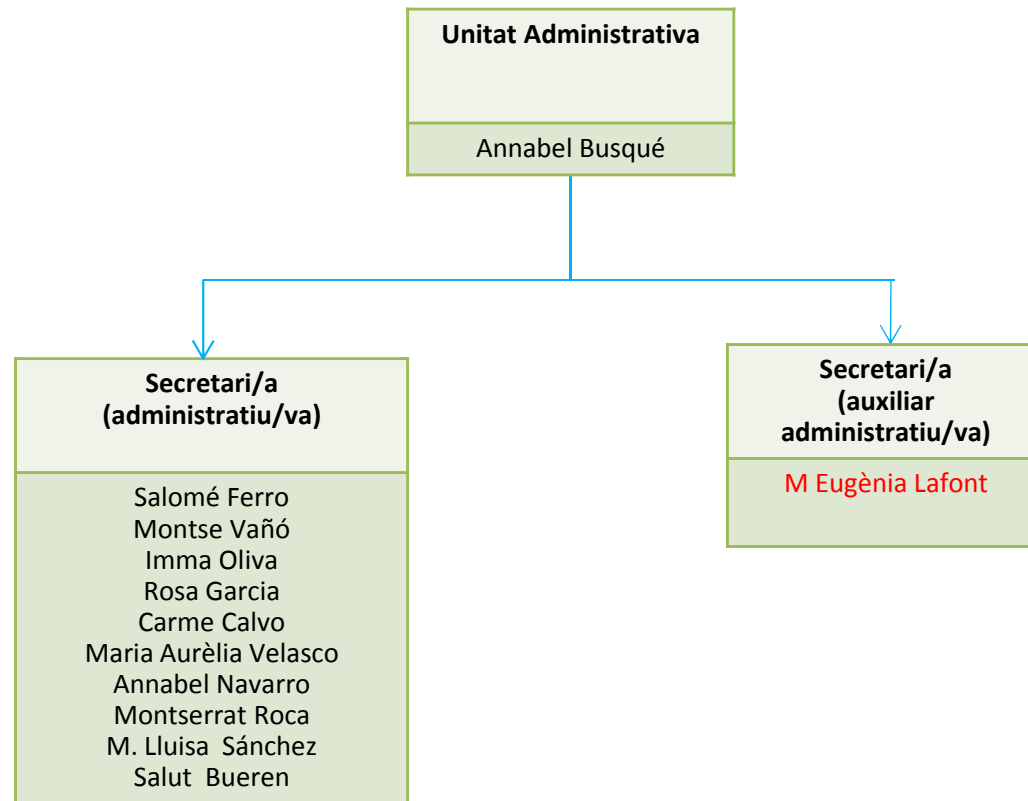 Unitat Administrativa
Annabel Busqué
Secretari/a
(administratiu/va)
Salomé Ferro
Montse Vañó
Imma Oliva
Rosa Garcia
Carme Calvo
Maria Aurèlia Velasco
Annabel Navarro
Montserrat Roca
M. Lluisa  Sánchez
Salut  Bueren
Secretari/a
(auxiliar
administratiu/va)
M Eugènia Lafont